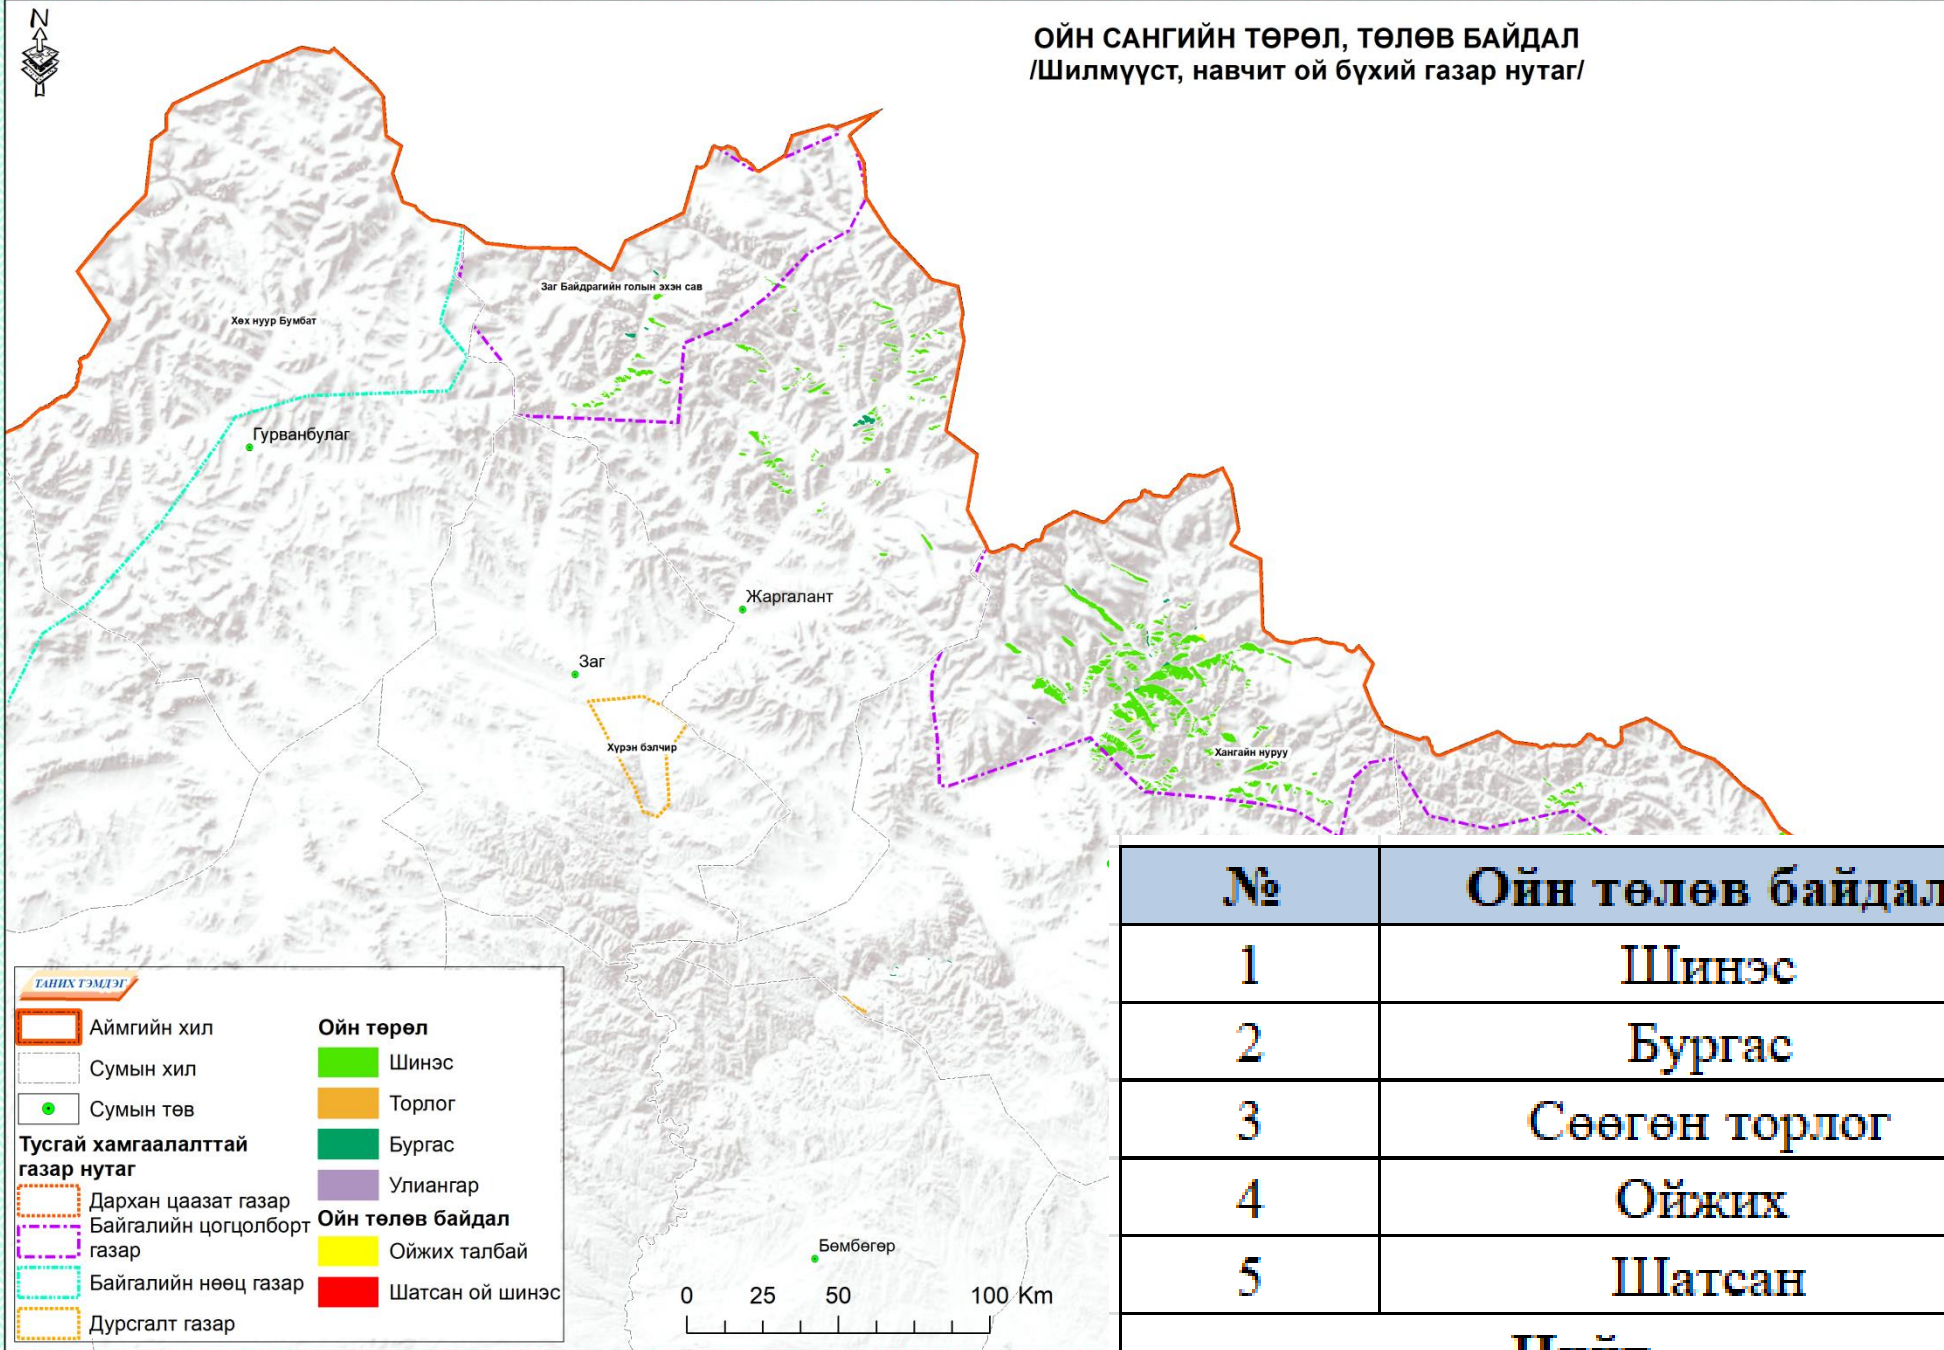 N
ОЙН САНГИЙН ТӨРӨЛ, ТӨЛӨВ БАЙДАЛ
/Шилмүүст, навчит ой бүхий газар нутаг/
Заг Байдрагийн голын эхэн сав
Хөх нуур Бумбат
Гурванбулаг
Жаргалант
Заг
Хүрэн бэлчир
Хангайн нуруу
Бөмбөгөр
0 25 50 100 Km
ТАНИХ ТЭМДЭГ
Аймгийн хил
Сумын хил
Сумын төв
Тусгай хамгаалалттай
газар нутаг
Дархан цаазат газар
Байгалийн цогцолборт
газар
Байгалийн нөөц газар
Дурсгалт газар
Ойн төрөл
Шинэс
Торлог
Бургас
Улиангар
Ойн төлөв байдал
Ойжих талбай
Шатсан ой шинэс
№ Ойн төлөв байдал
1 Шинэс
2 Бургас
3 Сөөгөн торлог
4 Ойжих
5 Шатсан